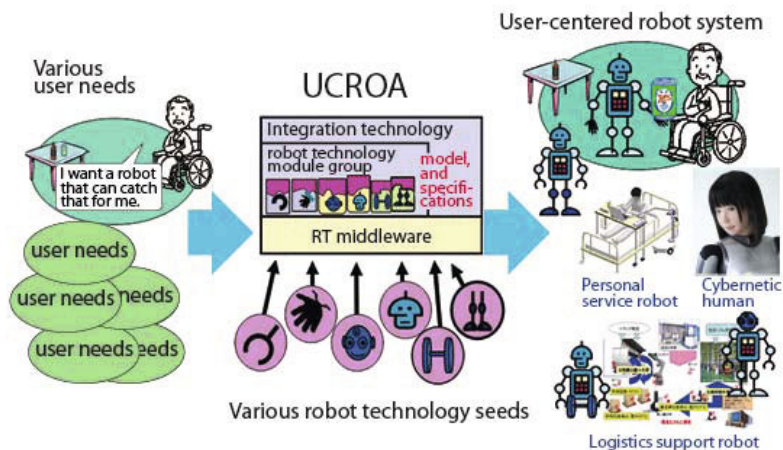 Various
user needs
I want a robot
that can catch
that for me.
user needs
user needs
user needs
eeds
UCROA
Integration technology
robot technology
module group
model,
and
specifi-
cations
RT middleware
Various robot technology seeds
User-centered robot system
Personal
service robot
Cybernetic
human
Logistics support robot